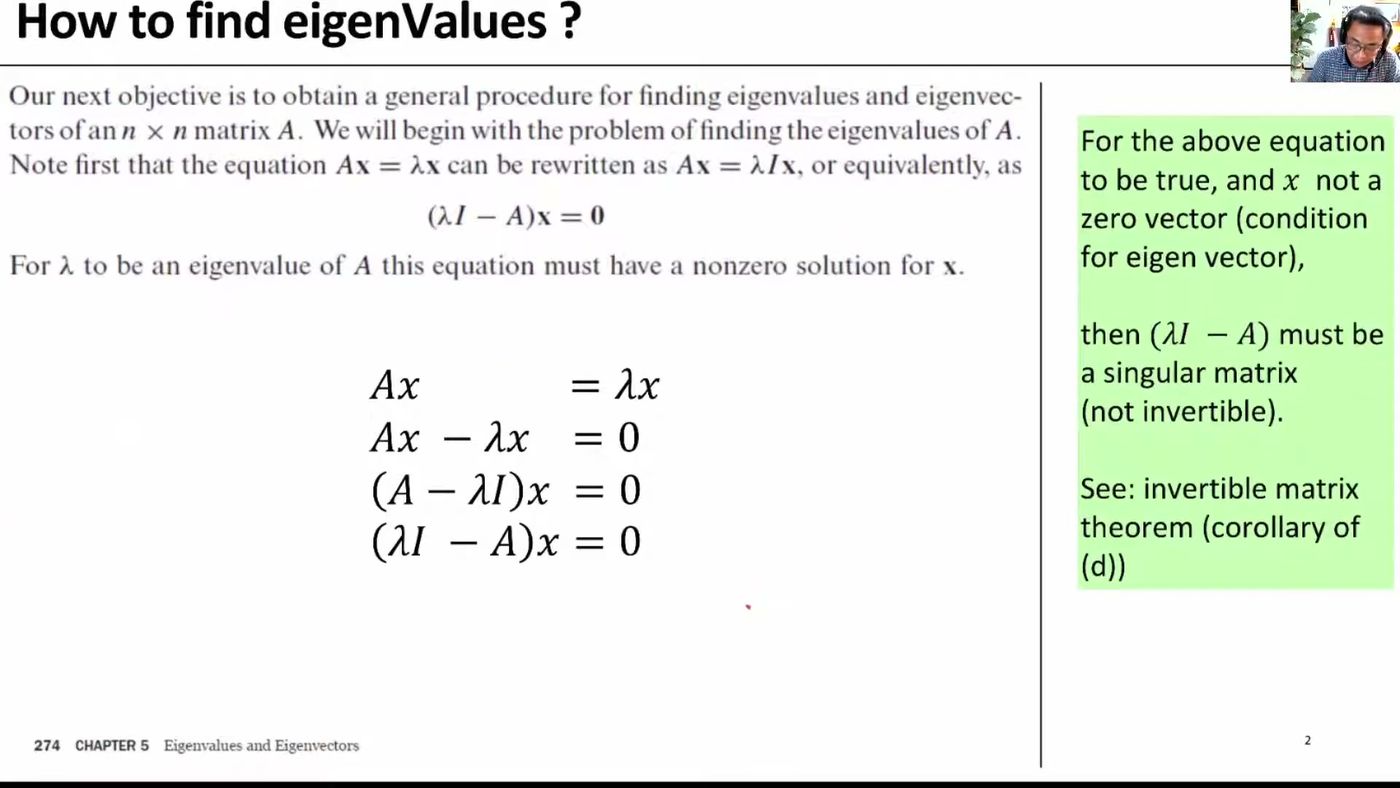 How to find eigenValues ?
Our next objective is to obtain a general procedure for finding eigenvalues and eigenvec-
tors of an n × n matrix A. We will begin with the problem of finding the eigenvalues of A.
Note first that the equation Ax = λx can be rewritten as Ax = λIx, or equivalently, as
(λI − A)x = 0
For λ to be an eigenvalue of A this equation must have a nonzero solution for x.
Ax = λx
Ax − λx = 0
(A − λI)x = 0
(λI − A)x = 0
For the above equation
to be true, and x not a
zero vector (condition
for eigen vector),
then (λI − A) must be
a singular matrix
(not invertible).
See: invertible matrix
theorem (corollary of
(d))
274 CHAPTER 5 Eigenvalues and Eigenvectors
2